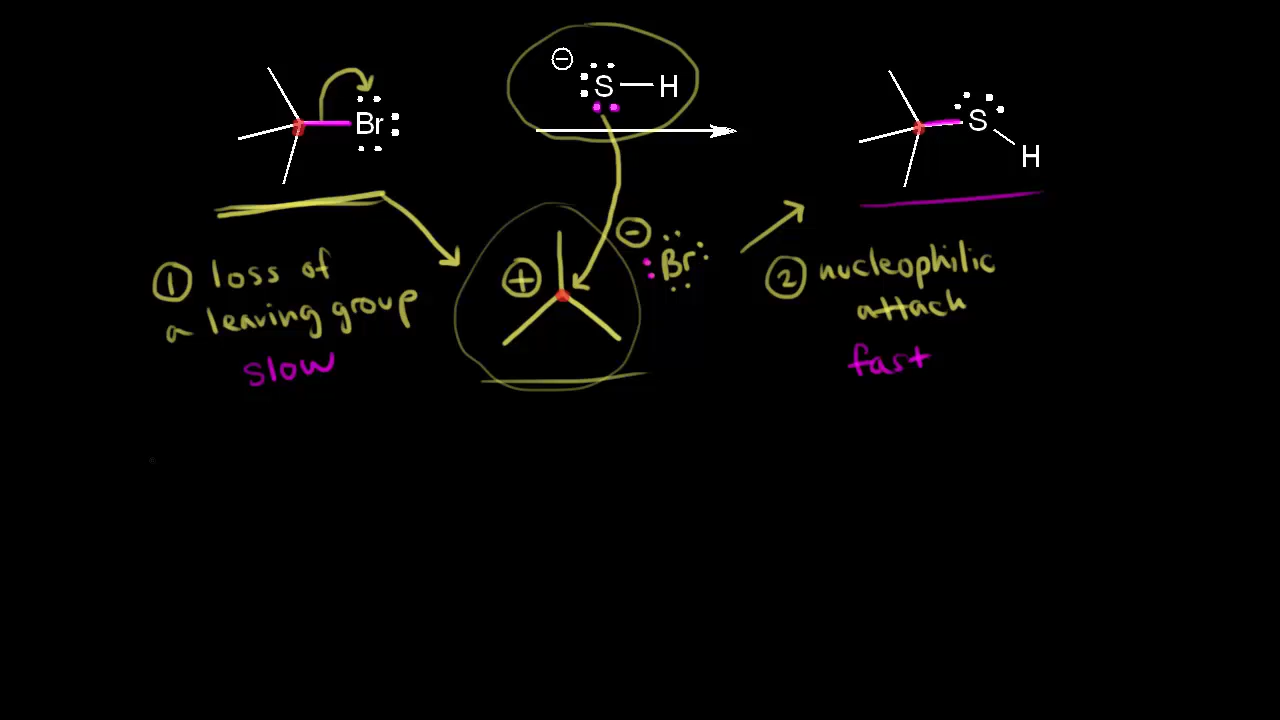 ⊖
S — H
Br
S
H
⊕
⊖
Br
① loss of
a leaving group
slow
② nucleophilic
attach
fast